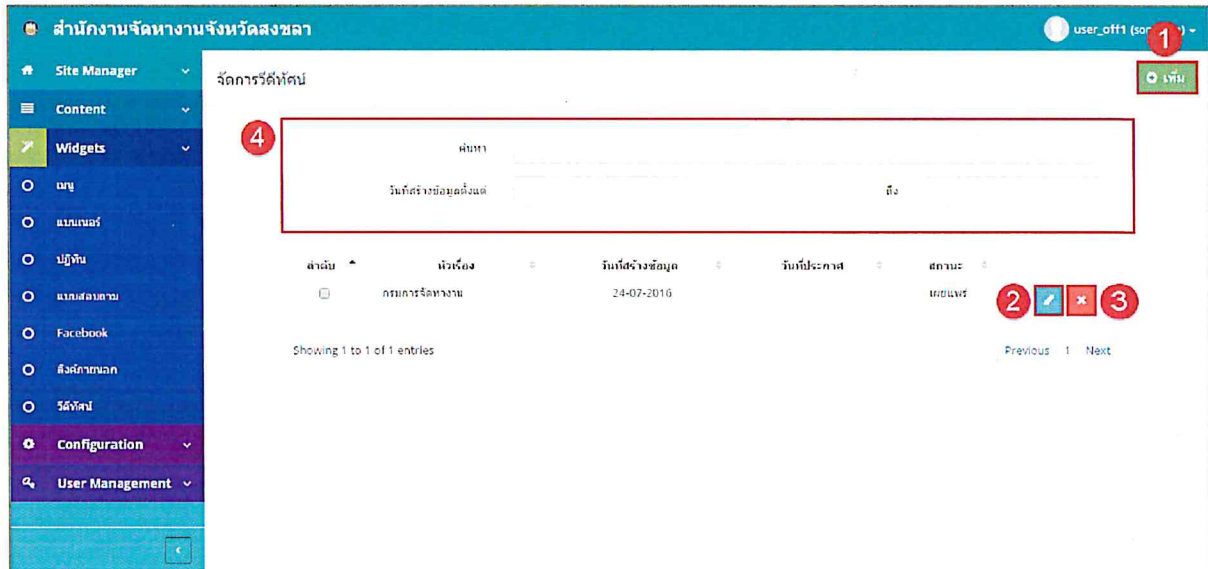 สำนักงานจัดหางานจังหวัดสงขลา
user_off1
1
Site Manager
จัดการวีดีทัศน์
เพิ่ม
Content
4
Widgets
ค้นหา
เมนู
วันที่สร้างข้อมูลตั้งแต่
ถึง
แบนเนอร์
ปฏิทิน
ลำดับ
หัวเรื่อง
วันที่สร้างข้อมูล
วันที่ประกาศ
สถานะ
แบบสอบถาม
กรมการจัดหางาน
24-07-2016
เผยแพร่
2
3
Facebook
Showing 1 to 1 of 1 entries
Previous 1 Next
ลิงค์ภายนอก
วีดีทัศน์
Configuration
User Management